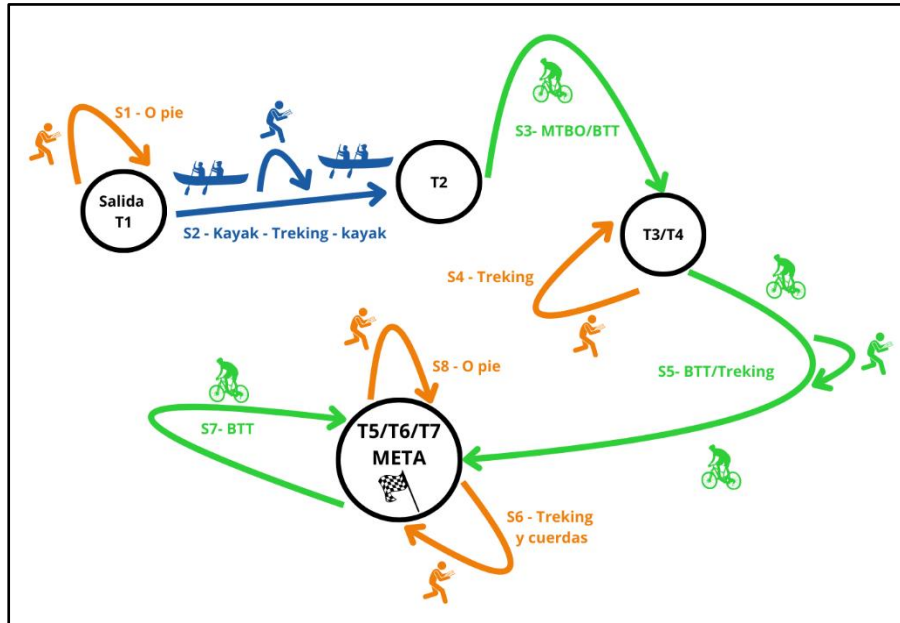 S1 - O pie
Salida
T1
S2 - Kayak - Treking - kayak
T2
S3- MTBO/BTT
T3/T4
S4 - Treking
S5- BTT/Treking
S8 - O pie
S7- BTT
T5/T6/T7
META
S6 - Treking
y cuerdas